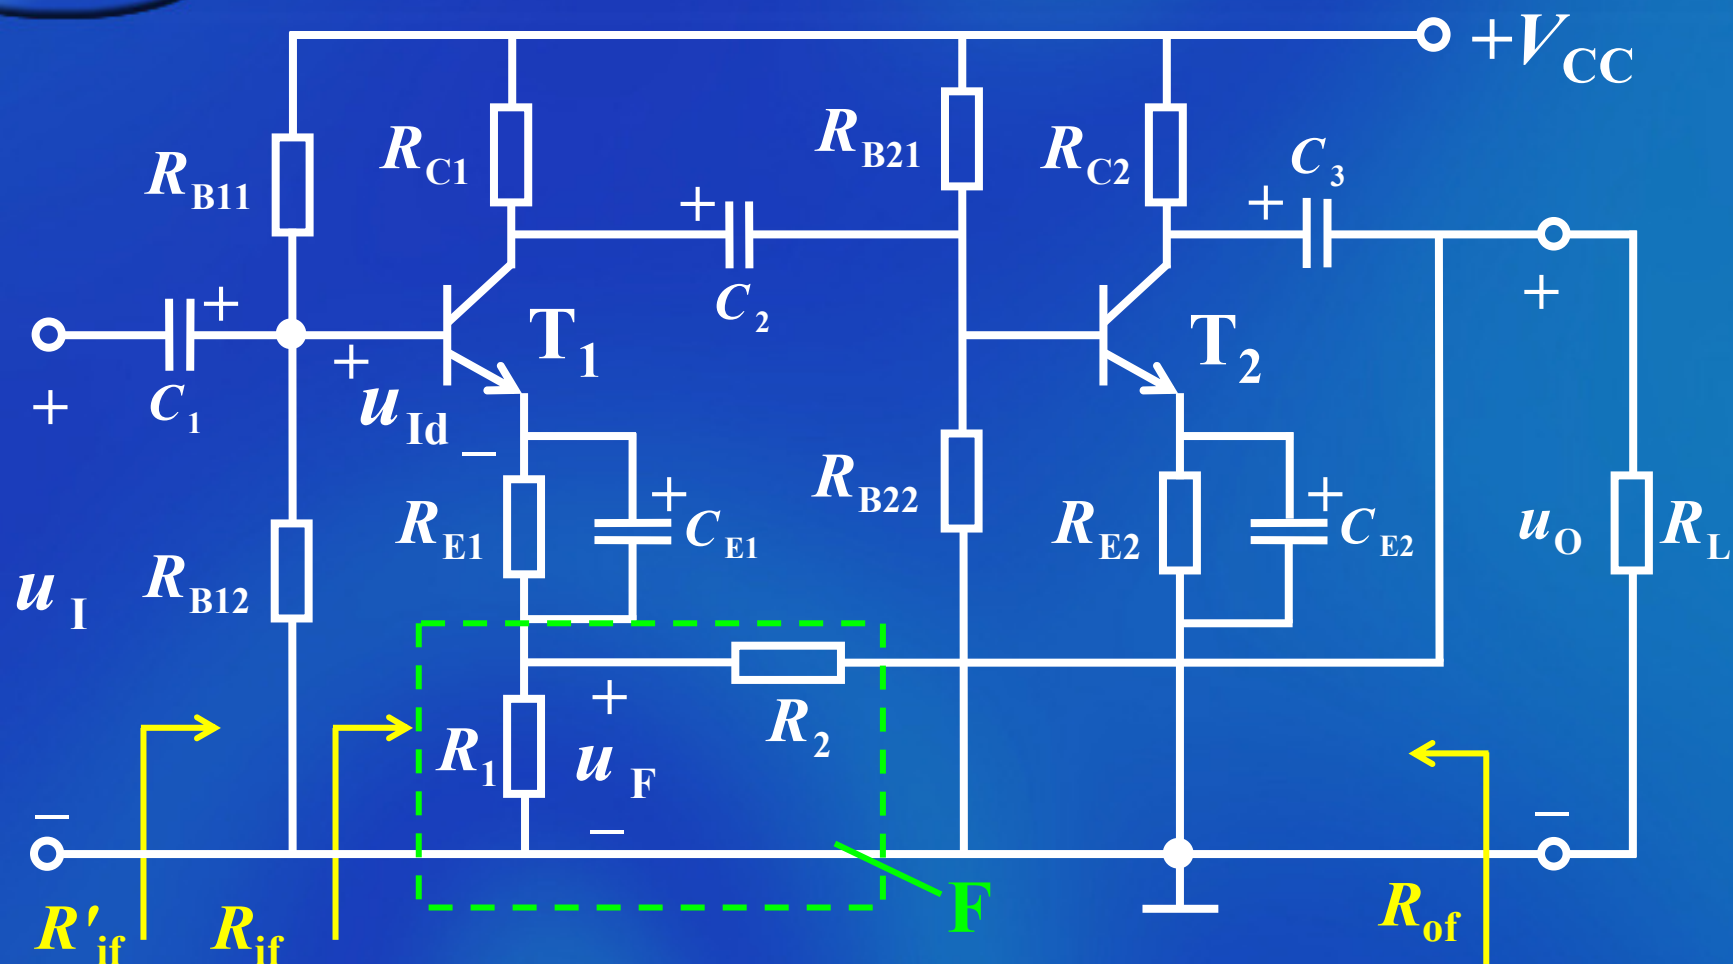 +VCC
RC1
RB21
RC2
C3
RB11
+
+
+
C2
+
T1
T2
+
C1
+
+
uId
−
RB22
RE1
+
CE1
RE2
+
CE2
uO
RL
uI
RB12
R1
+
uF
−
R2
−
−
F
R'if
Rif
Rof